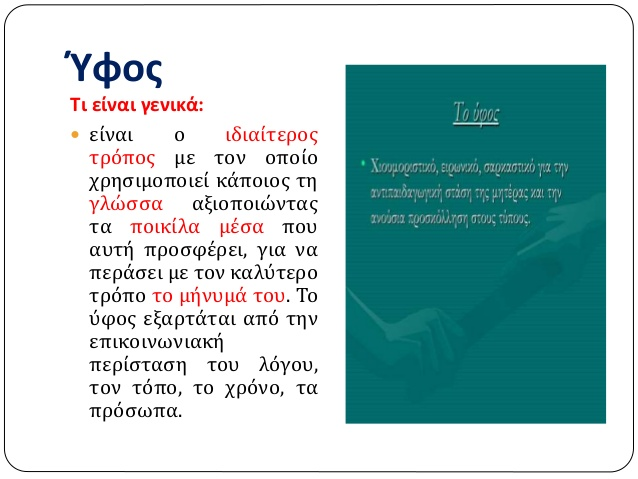 Ύφος
Τι είναι γενικά:
είναι ο ιδιαίτερος
τρόπος με τον οποίο
χρησιμοποιεί κάποιος τη
γλώσσα αξιοποιώντας
τα ποικίλα μέσα που
αυτή προσφέρει, για να
περάσει με τον καλύτερο
τρόπο το μήνυμά του. Το
ύφος εξαρτάται από την
επικοινωνιακή
περίσταση του λόγου,
τον τόπο, το χρόνο, τα
πρόσωπα.
Το ύφος
Χιουμοριστικό, ειρωνικό, σαρκαστικό για την
αντιπαιδαγωγική στάση της μητέρας και την
ανούσια προσκόλληση στους τύπους.